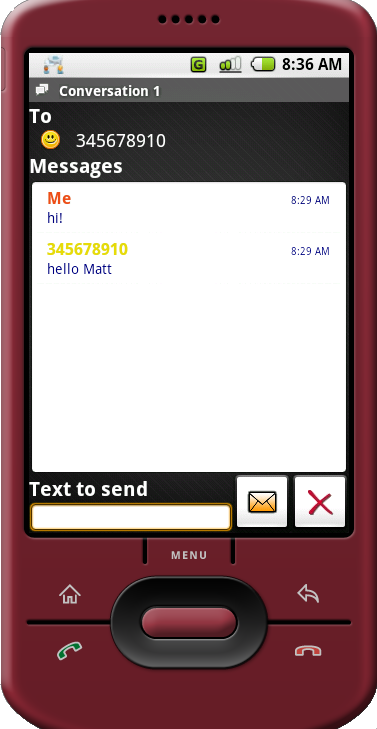 G
8:36 AM
Conversation 1
To
345678910
Messages
Me 8:29 AM
hi!
345678910 8:29 AM
hello Matt
Text to send
MENU